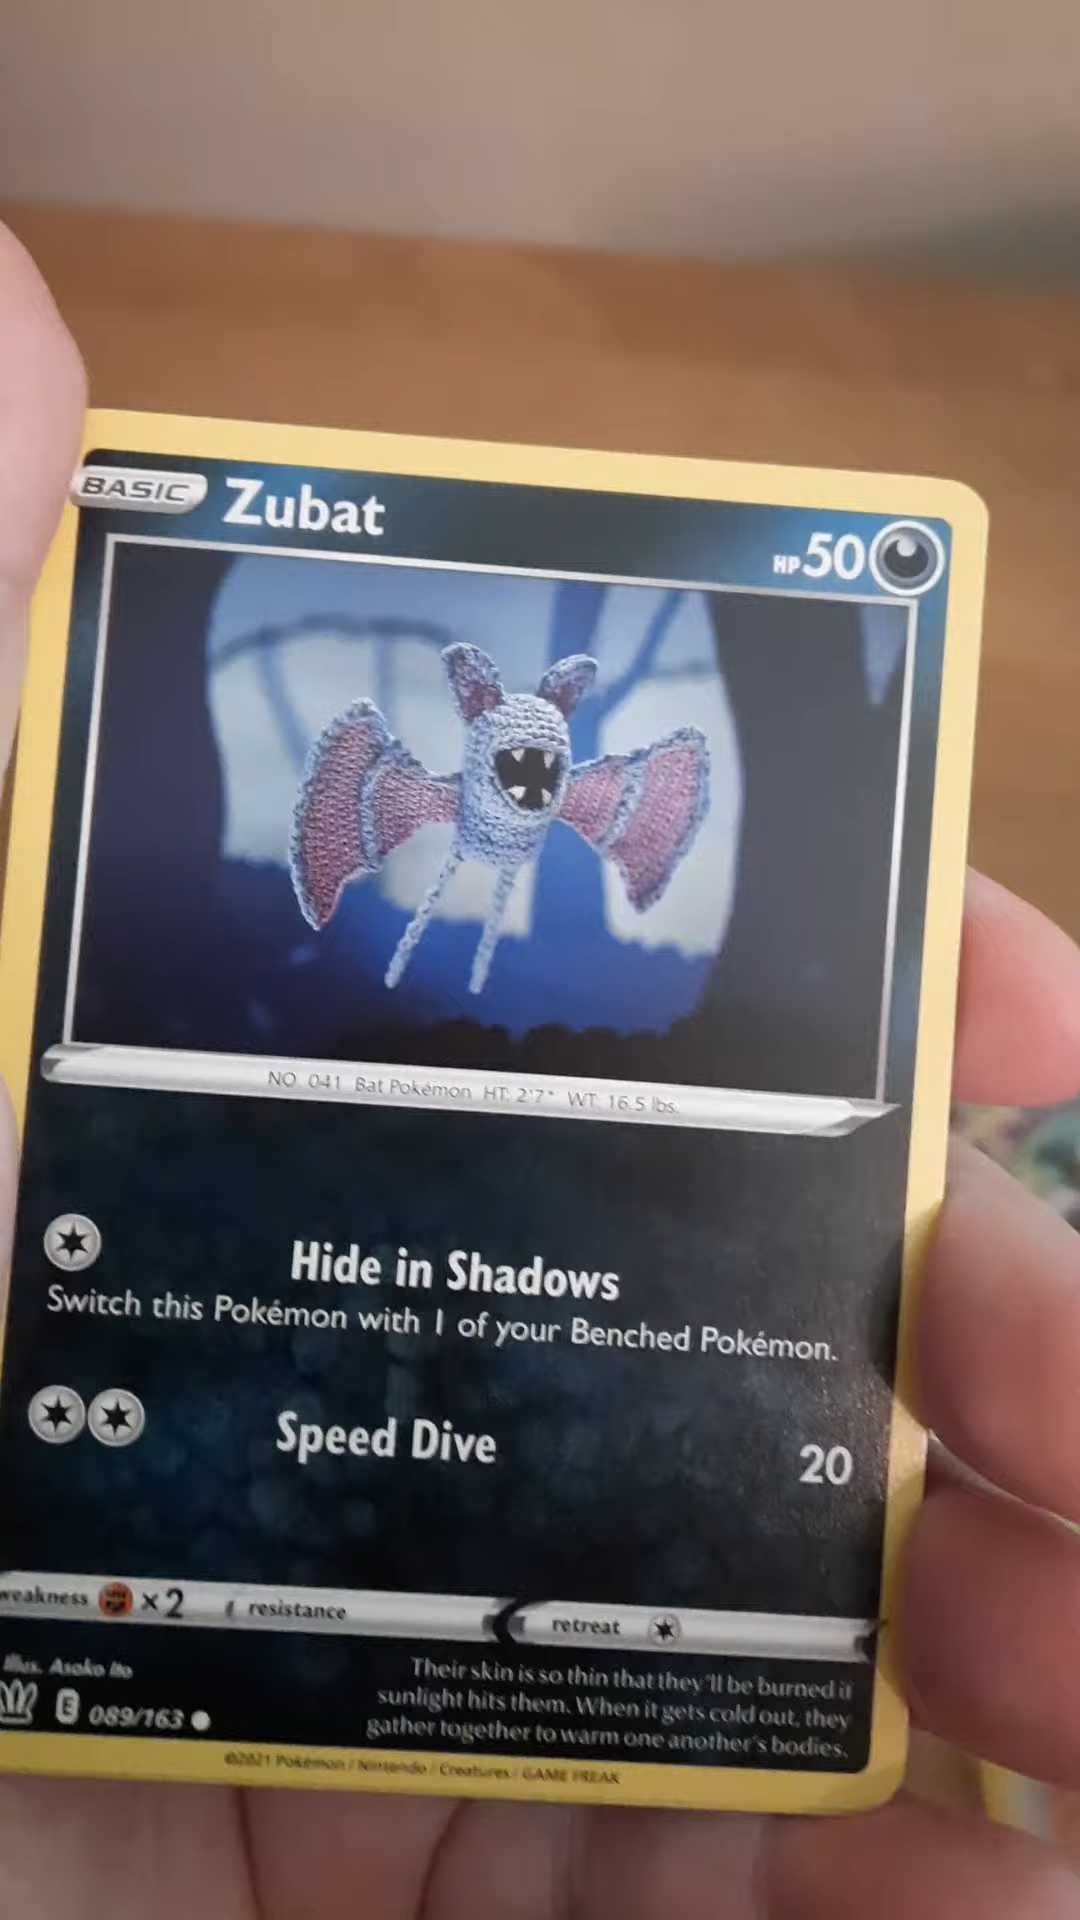 BASIC Zubat HP 50
NO. 041 Bat Pokémon HT: 2'7" WT: 16.5 lbs.
Hide in Shadows
Switch this Pokémon with 1 of your Benched Pokémon.
Speed Dive 20
weakness ×2 resistance retreat
Illus. Asako Ito
E 089/163
Their skin is so thin that they'll be burned if
sunlight hits them. When it gets cold out, they
gather together to warm one another's bodies.
©2021 Pokémon / Nintendo / Creatures / GAME FREAK